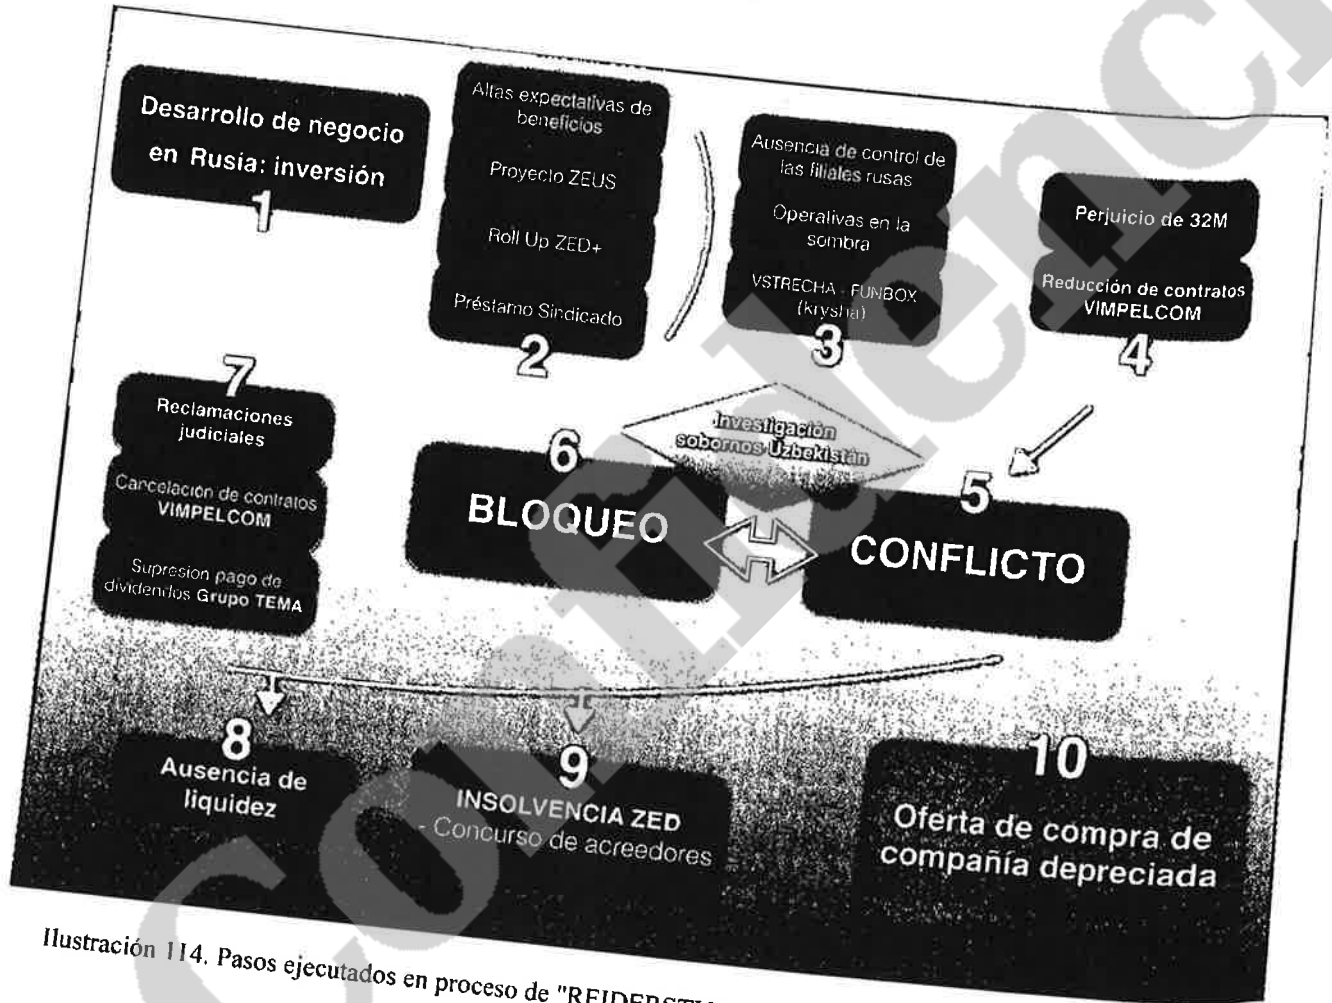 Desarrollo de negocio
en Rusia: inversión
1
Altas expectativas de
beneficios
Proyecto ZEUS
Roll Up ZED+
Préstamo Sindicado
2
Ausencia de control de
las filiales rusas
Operativas en la
sombra
VSTRECHA - FUNBOX
(krysha)
3
Perjuicio de 32M
Reducción de contratos
VIMPELCOM
4
Investigación
sobornos Uzbekistán
5
CONFLICTO
6
BLOQUEO
7
Reclamaciones
judiciales
Cancelación de contratos
VIMPELCOM
Supresion pago de
dividendos Grupo TEMA
8
Ausencia de
liquidez
9
INSOLVENCIA ZED
- Concurso de acreedores
10
Oferta de compra de
compañía depreciada
Ilustración 114. Pasos ejecutados en proceso de